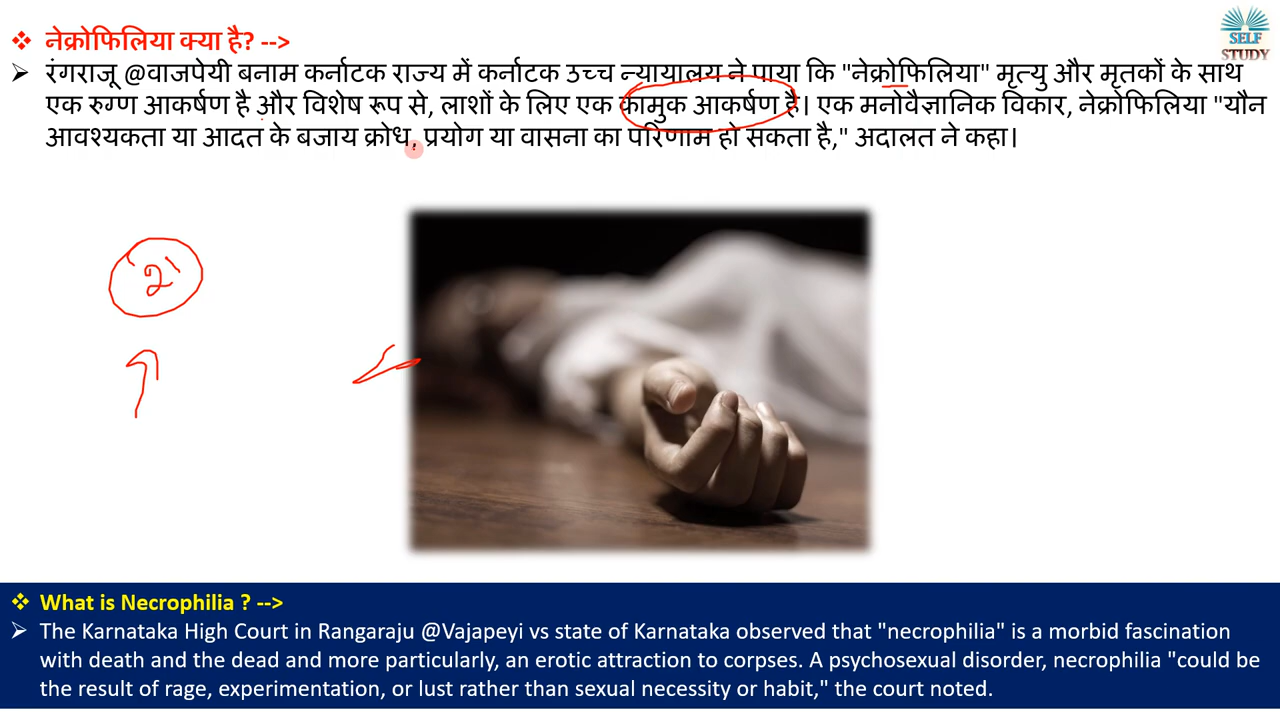 SELF
STUDY
❖ नेक्रोफिलिया क्या है? -->
➢ रंगराजू @वाजपेयी बनाम कर्नाटक राज्य में कर्नाटक उच्च न्यायालय ने पाया कि "नेक्रोफिलिया" मृत्यु और मृतकों के साथ
एक रुग्ण आकर्षण है और विशेष रूप से, लाशों के लिए एक कामुक आकर्षण है। एक मनोवैज्ञानिक विकार, नेक्रोफिलिया "यौन
आवश्यकता या आदत के बजाय क्रोध, प्रयोग या वासना का परिणाम हो सकता है," अदालत ने कहा।
❖ What is Necrophilia ? -->
➢ The Karnataka High Court in Rangaraju @Vajapeyi vs state of Karnataka observed that "necrophilia" is a morbid fascination
with death and the dead and more particularly, an erotic attraction to corpses. A psychosexual disorder, necrophilia "could be
the result of rage, experimentation, or lust rather than sexual necessity or habit," the court noted.